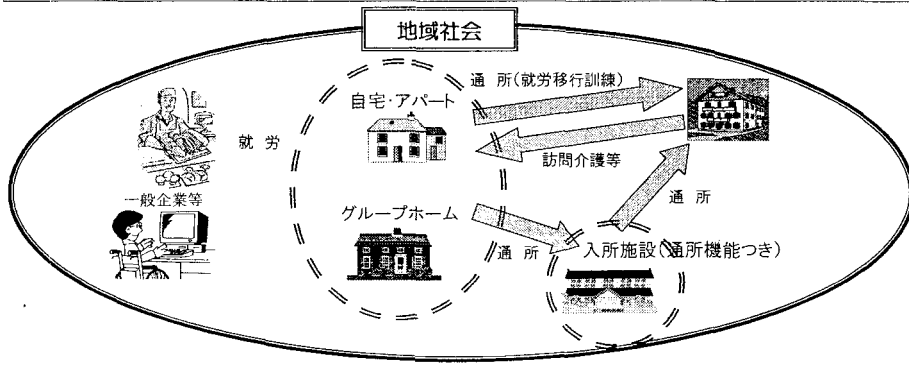 地域社会
通 所(就労移行訓練)
自宅・アパート
就 労
訪問介護等
一般企業等
通 所
グループホーム
通 所
入所施設(通所機能つき)